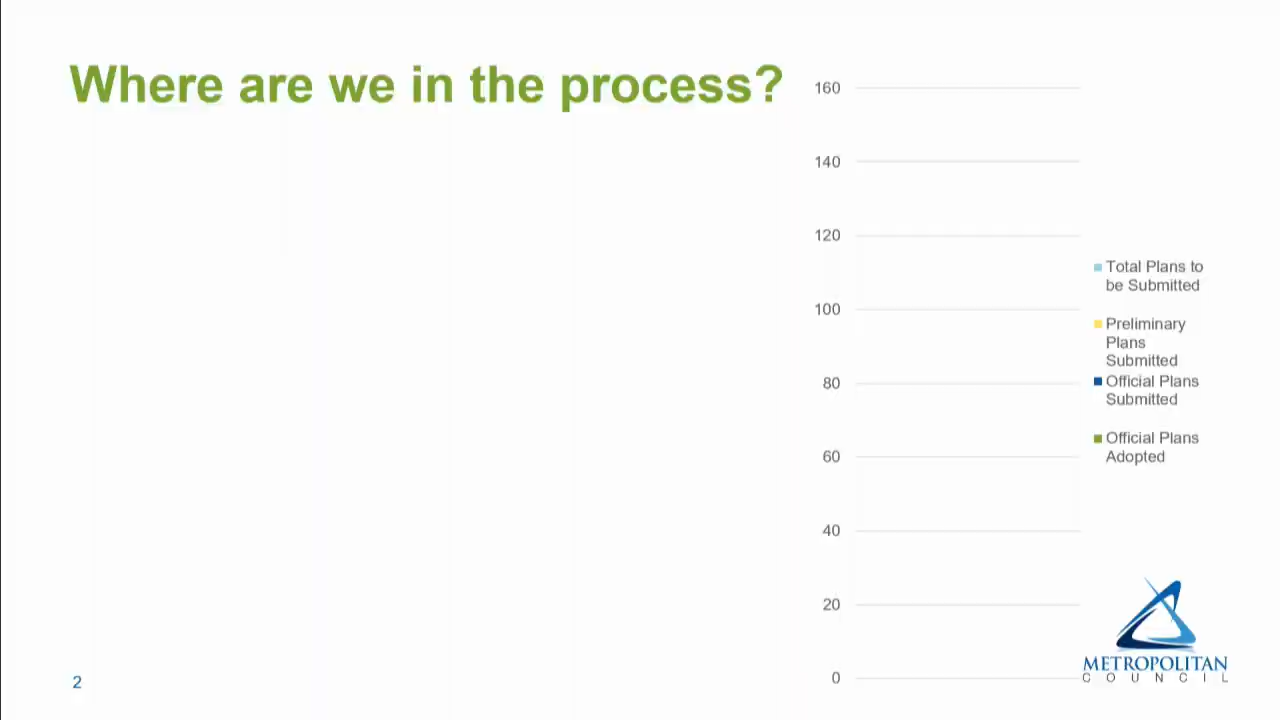 Where are we in the process?
160
140
120
100
80
60
40
20
0
Total Plans to
be Submitted
Preliminary
Plans
Submitted
Official Plans
Submitted
Official Plans
Adopted
METROPOLITAN
COUNCIL
2